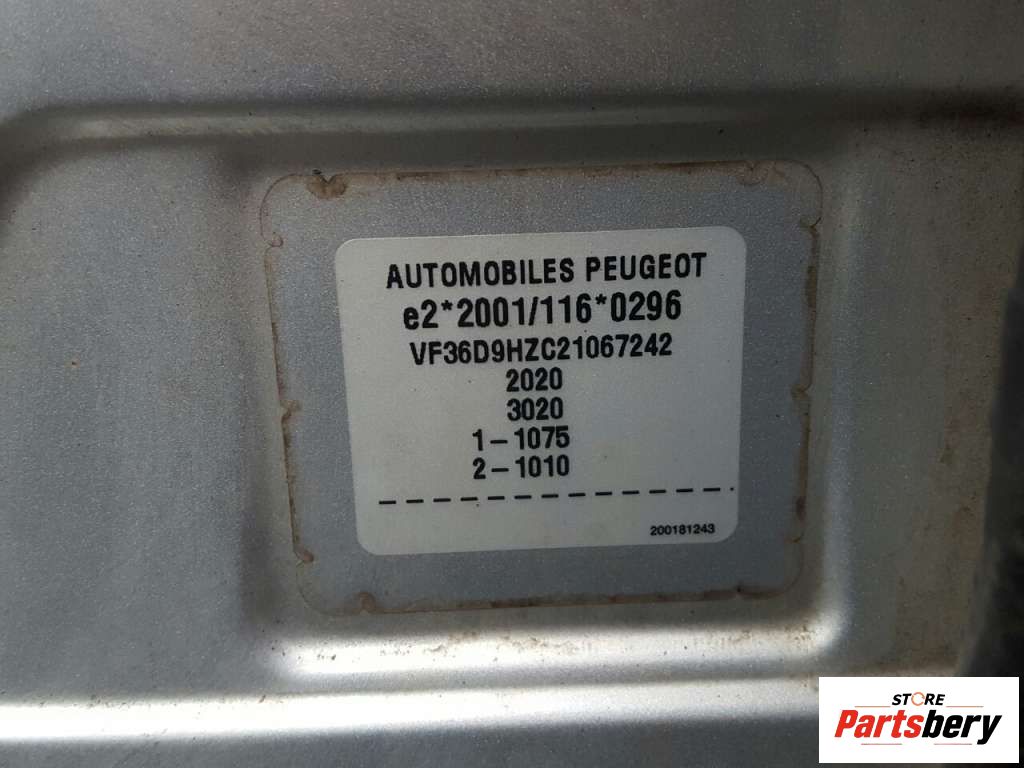 AUTOMOBILES PEUGEOT
e2*2001/116*0296
VF36D9HZC21067242
2020
3020
1-1075
2-1010
200181243
STORE
Partsbery